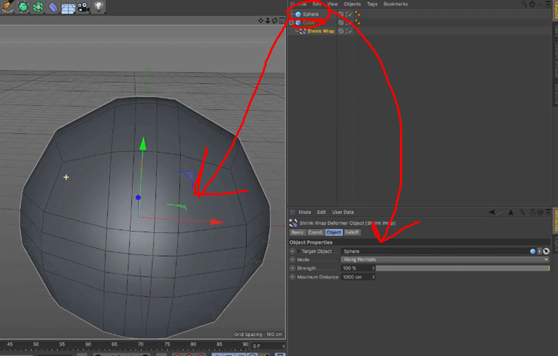 Edit View Objects Tags Bookmarks
Sphere
Cube
Shrink Wrap
Mode Edit User Data
Shrink Wrap Deformer Object [Shrink Wrap]
Basic Coord. Object Falloff
Object Properties
Target Object Sphere
Mode Along Normals
Strength 100 %
Maximum Distance 1000 cm
Grid Spacing : 100 cm
45 50 55 60 65 70 75 80 85 90 0 F